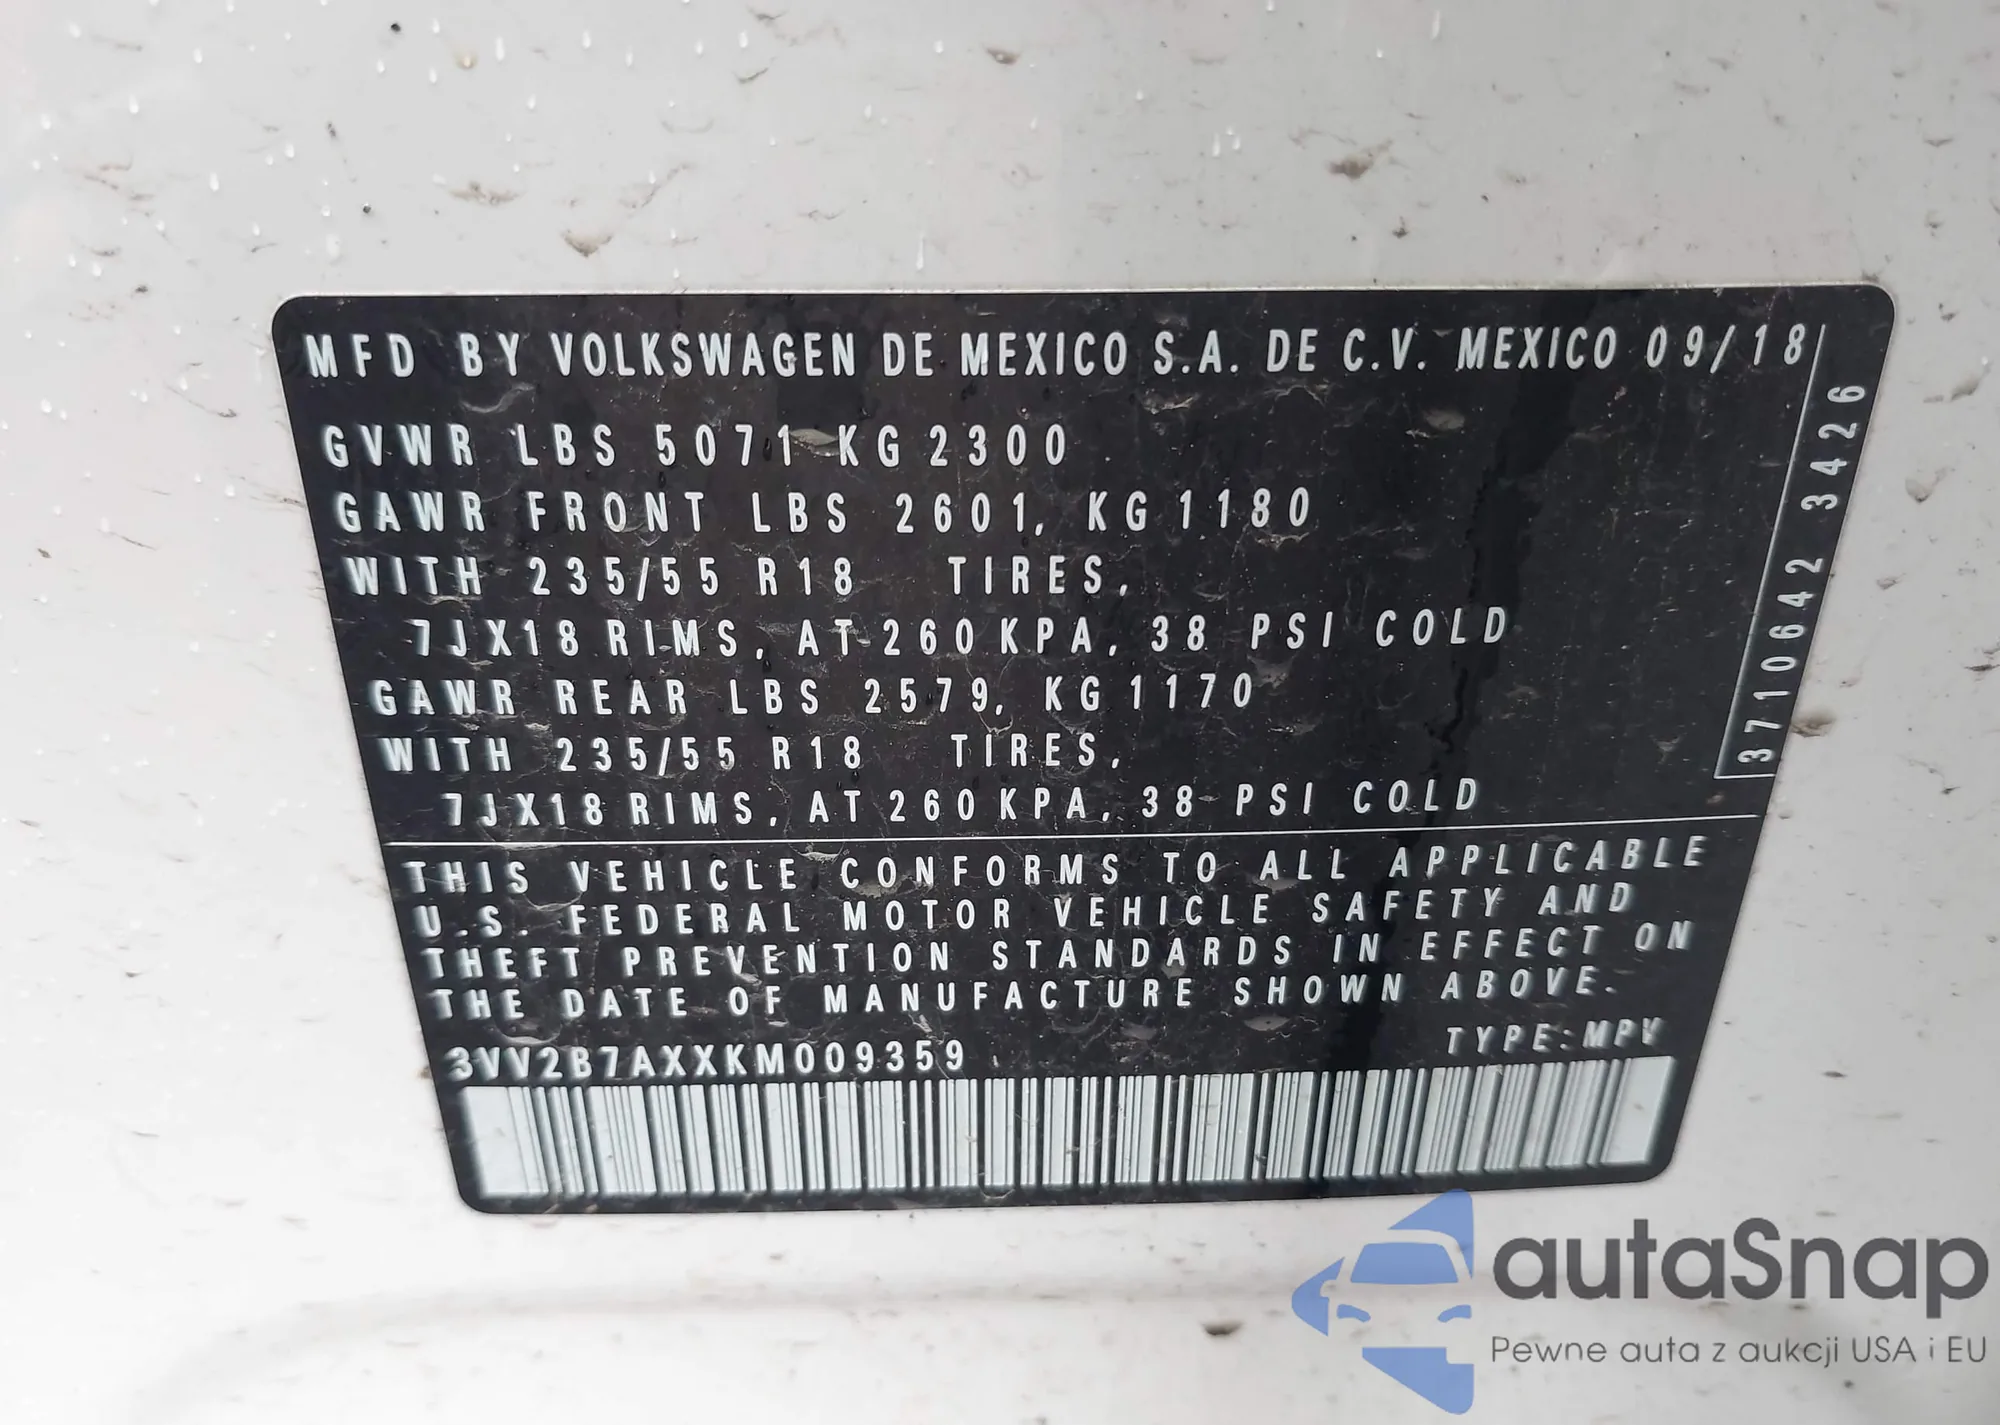 MFD BY VOLKSWAGEN DE MEXICO S.A. DE C.V. MEXICO 09/18
GVWR LBS 5071 KG 2300
GAWR FRONT LBS 2601, KG 1180
WITH 235/55 R18 TIRES,
7JX18 RIMS, AT 260 KPA, 38 PSI COLD
GAWR REAR LBS 2579, KG 1170
WITH 235/55 R18 TIRES,
7JX18 RIMS, AT 260 KPA, 38 PSI COLD
3710642 3426
THIS VEHICLE CONFORMS TO ALL APPLICABLE
U.S. FEDERAL MOTOR VEHICLE SAFETY AND
THEFT PREVENTION STANDARDS IN EFFECT ON
THE DATE OF MANUFACTURE SHOWN ABOVE.
TYPE: MPV
3VV2B7AXXKM009359
autaSnap
Pewne auta z aukcji USA i EU